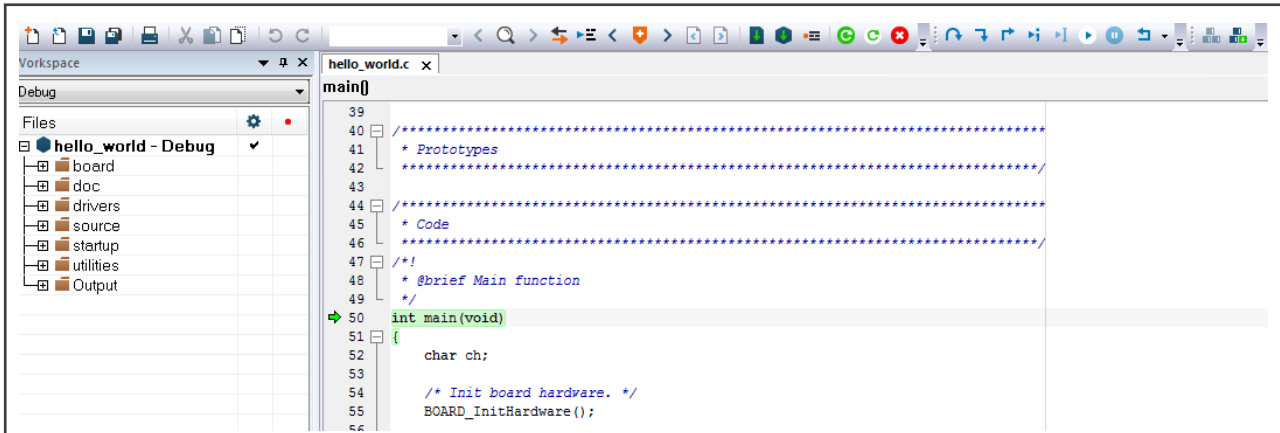 Workspace
hello_world.c
Debug
main()
Files
hello_world - Debug
board
doc
drivers
source
startup
utilities
Output
39
40 /*******************************************************************************
41 * Prototypes
42 ******************************************************************************/
43
44 /*******************************************************************************
45 * Code
46 ******************************************************************************/
47 /*!
48 * @brief Main function
49 */
50 int main(void)
51 {
52 char ch;
53
54 /* Init board hardware. */
55 BOARD_InitHardware();
56